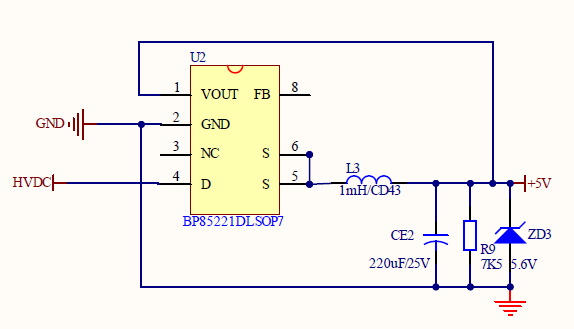 U2
1 VOUT FB 8
GND 2 GND
3 NC S 6
HVDC 4 D S 5
BP85221DLSOP7
L3
1mH/CD43
+5V
CE2
220uF/25V
R9
7K5
ZD3
5.6V